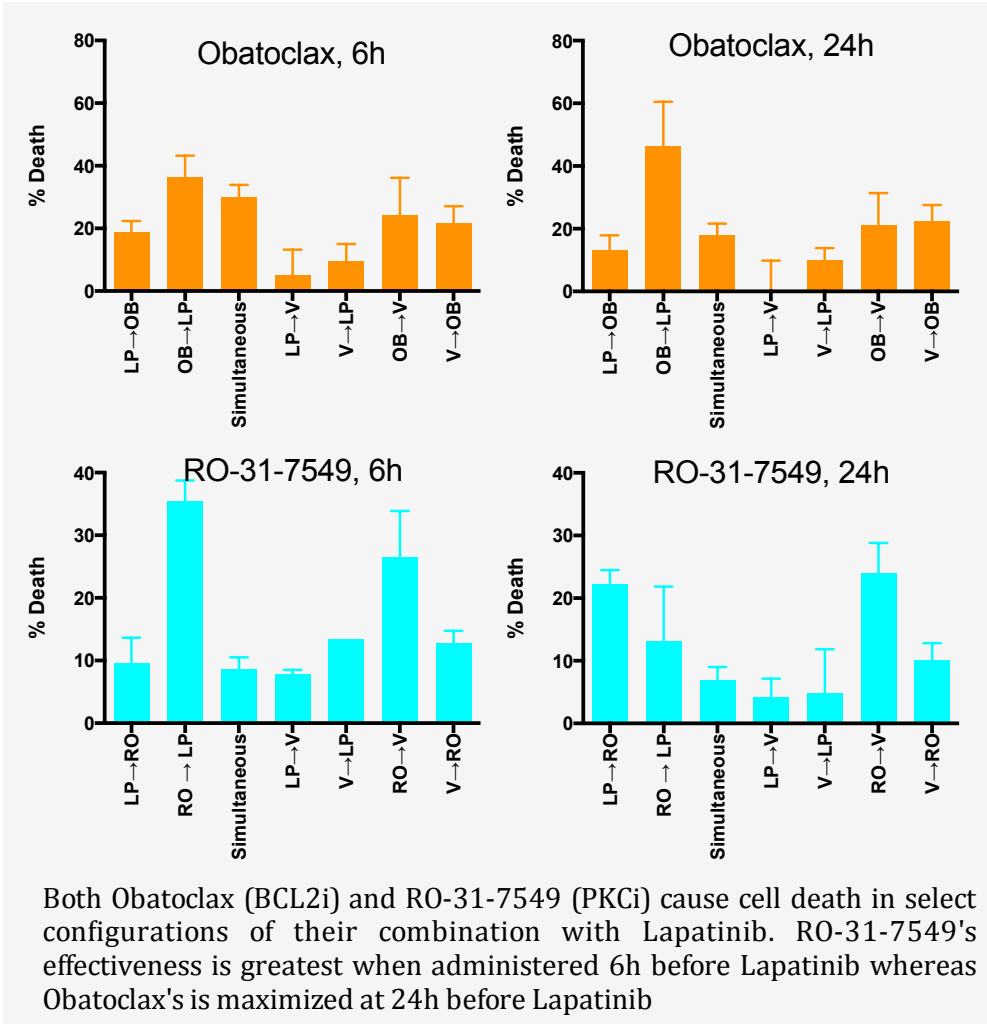 Obatoclax, 6h
% Death
80
60
40
20
0
LP→OB
OB→LP
Simultaneous
LP→V
V→LP
OB→V
V→OB
Obatoclax, 24h
% Death
80
60
40
20
0
LP→OB
OB→LP
Simultaneous
LP→V
V→LP
OB→V
V→OB
RO-31-7549, 6h
% Death
40
30
20
10
0
LP→RO
RO → LP
Simultaneous
LP→V
V→LP
RO→V
V→RO
RO-31-7549, 24h
% Death
40
30
20
10
0
LP→RO
RO → LP
Simultaneous
LP→V
V→LP
RO→V
V→RO
Both Obatoclax (BCL2i) and RO-31-7549 (PKCi) cause cell death in select
configurations of their combination with Lapatinib. RO-31-7549's
effectiveness is greatest when administered 6h before Lapatinib whereas
Obatoclax's is maximized at 24h before Lapatinib